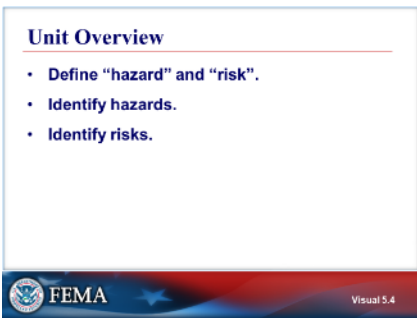 Unit Overview
• Define “hazard” and “risk”.
• Identify hazards.
• Identify risks.
FEMA
Visual 5.4